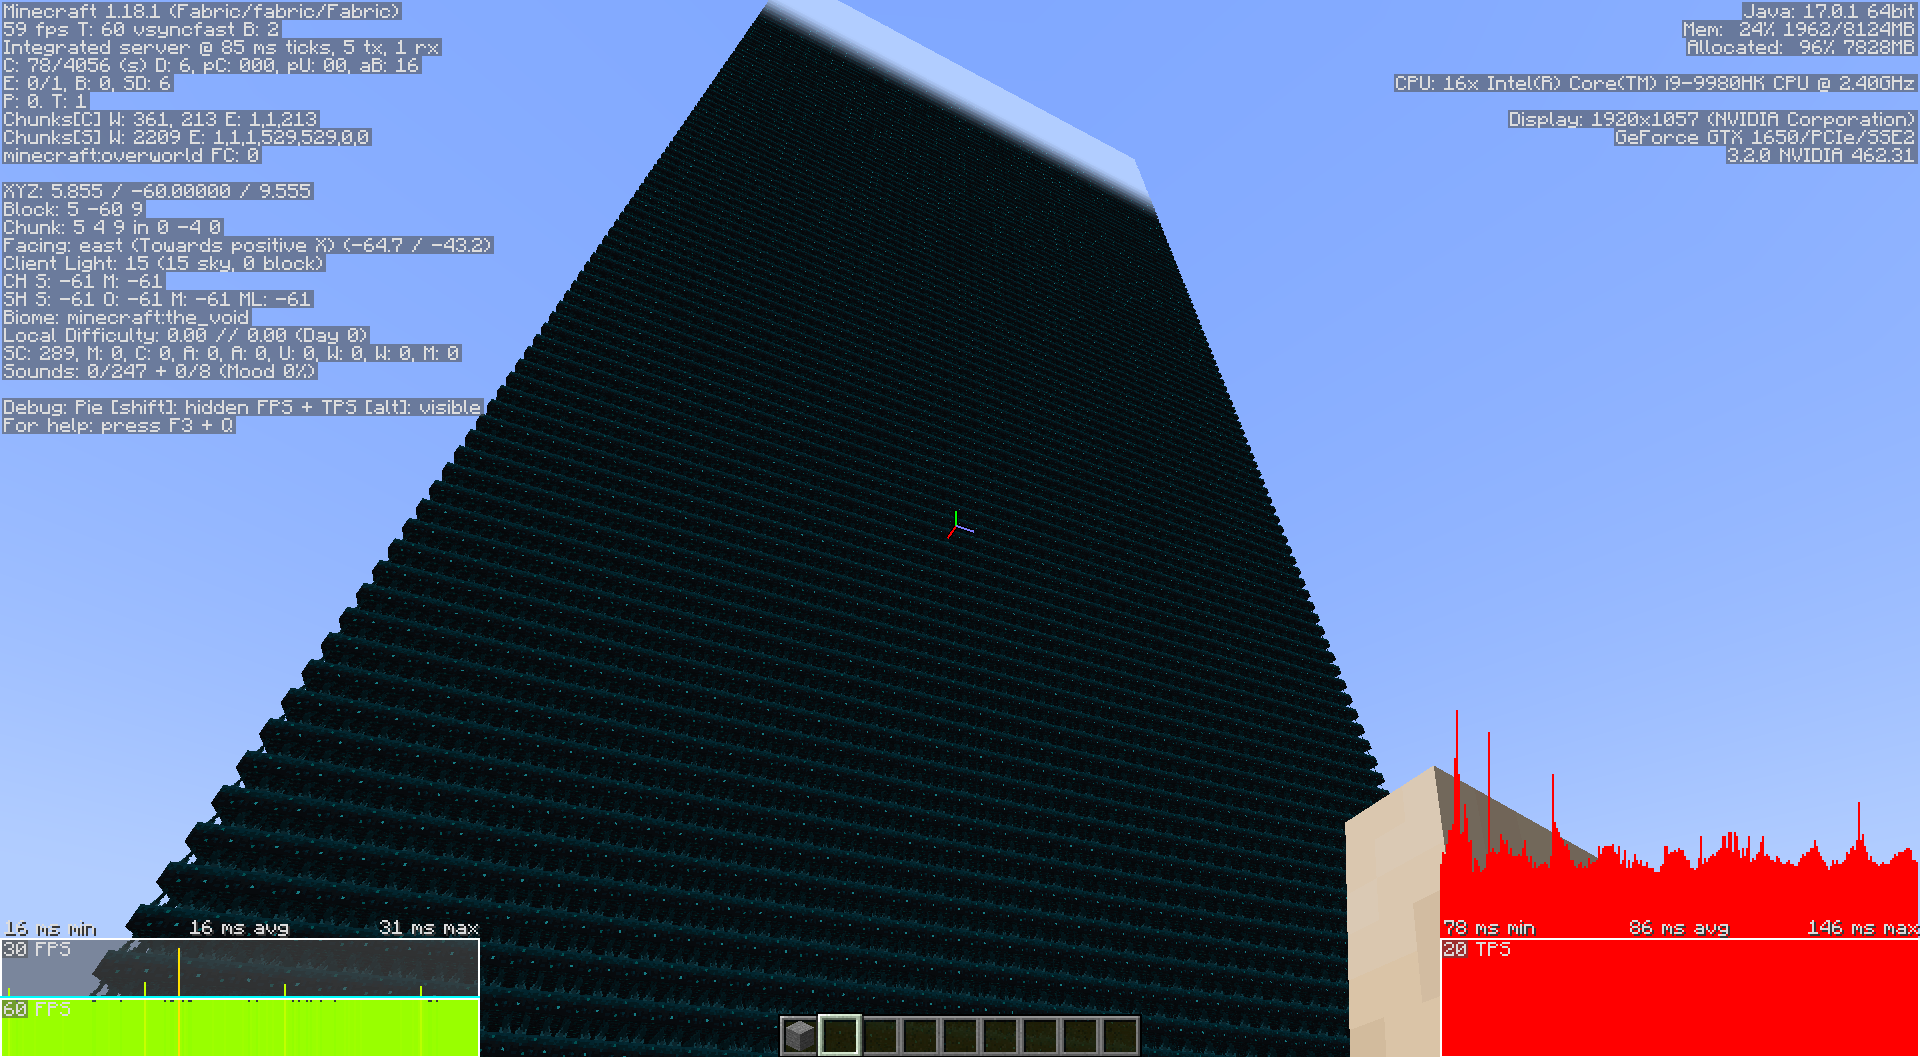 Minecraft 1.18.1 (Fabric/fabric/Fabric)
59 fps T: 60 vsyncfast B: 2
Integrated server @ 85 ms ticks, 5 tx, 1 rx
C: 78/4056 (s) D: 6, pC: 000, pU: 00, aB: 16
E: 0/1, B: 0, SD: 6
P: 0. T: 1
Chunks[C] W: 361, 213 E: 1,1,213
Chunks[S] W: 2209 E: 1,1,1,529,529,0,0
minecraft:overworld FC: 0
XYZ: 5.855 / -60.00000 / 9.555
Block: 5 -60 9
Chunk: 5 4 9 in 0 -4 0
Facing: east (Towards positive X) (-64.7 / -43.2)
Client Light: 15 (15 sky, 0 block)
CH S: -61 M: -61
SH S: -61 O: -61 M: -61 ML: -61
Biome: minecraft:the_void
Local Difficulty: 0.00 // 0.00 (Day 0)
SC: 289, M: 0, C: 0, A: 0, A: 0, U: 0, W: 0, W: 0, M: 0
Sounds: 0/247 + 0/8 (Mood 0%)
Debug: Pie [shift]: hidden FPS + TPS [alt]: visible
For help: press F3 + Q
Java: 17.0.1 64bit
Mem: 24% 1962/8124MB
Allocated: 96% 7828MB
CPU: 16x Intel(R) Core(TM) i9-9980HK CPU @ 2.40GHz
Display: 1920x1057 (NVIDIA Corporation)
GeForce GTX 1650/PCIe/SSE2
3.2.0 NVIDIA 462.31
16 ms min 16 ms avg 31 ms max
30 FPS
60 FPS
78 ms min 86 ms avg 146 ms max
20 TPS